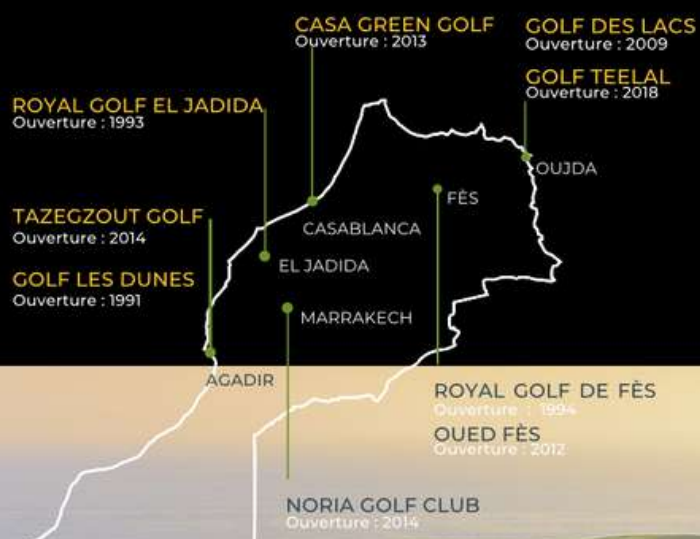 CASA GREEN GOLF
Ouverture : 2013
GOLF DES LACS
Ouverture : 2009
GOLF TEELAL
Ouverture : 2018
ROYAL GOLF EL JADIDA
Ouverture : 1993
OUJDA
FÈS
TAZEGZOUT GOLF
Ouverture : 2014
CASABLANCA
EL JADIDA
GOLF LES DUNES
Ouverture : 1991
MARRAKECH
AGADIR
ROYAL GOLF DE FÈS
Ouverture : 1994
OUED FÈS
Ouverture : 2012
NORIA GOLF CLUB
Ouverture : 2014